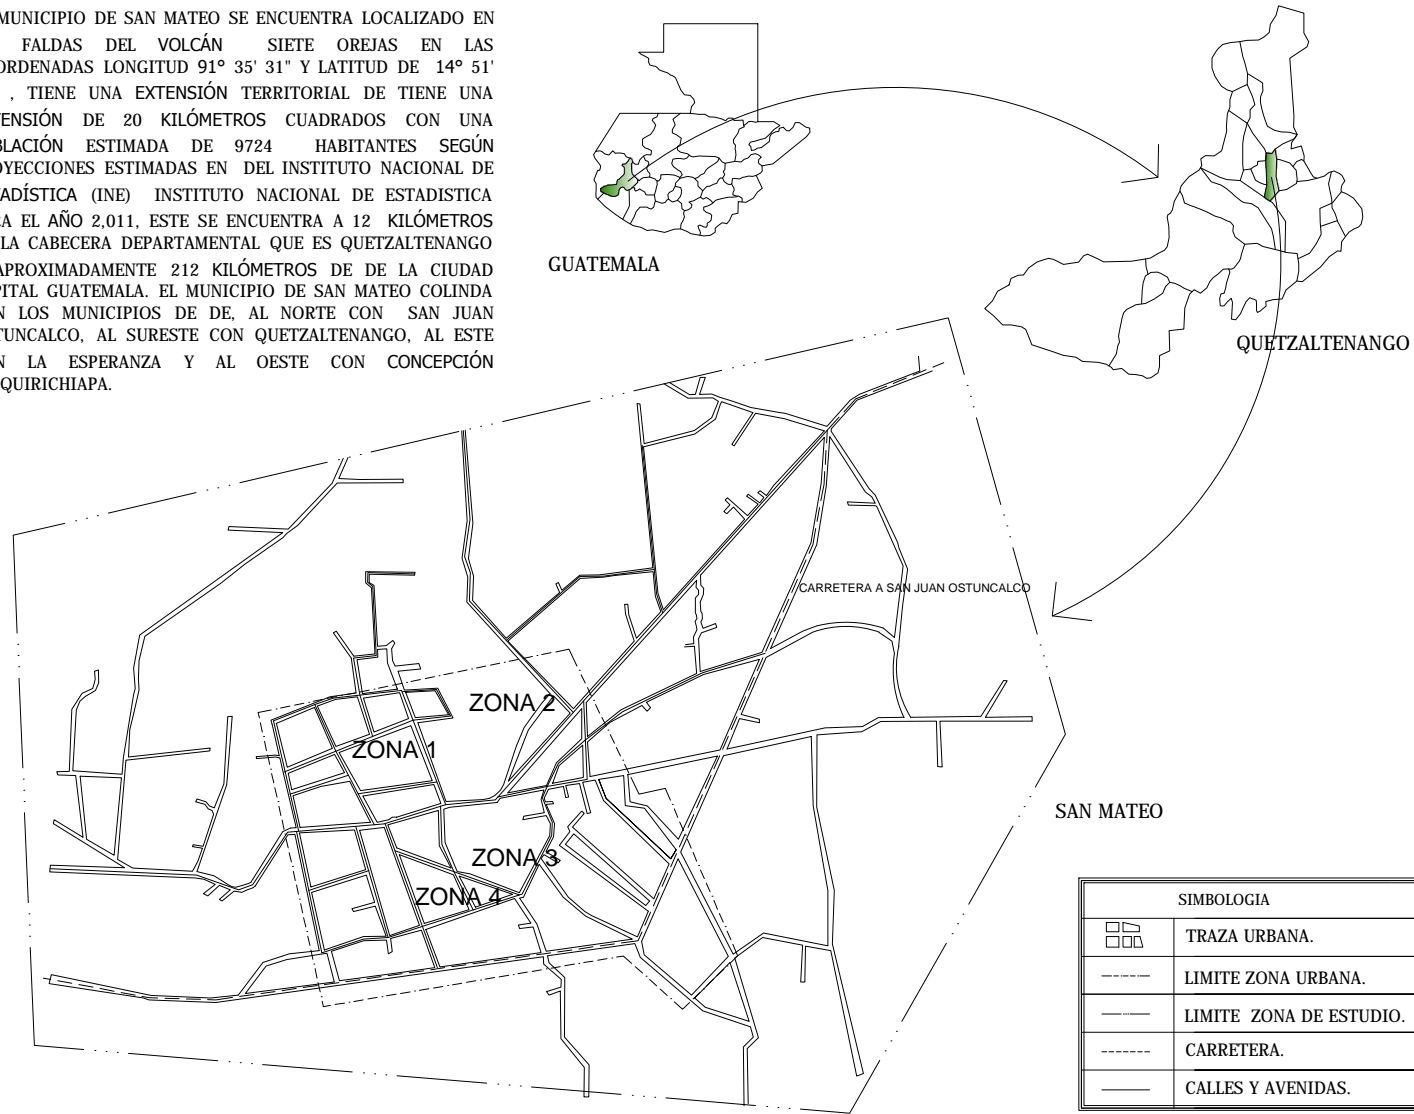 MUNICIPIO DE SAN MATEO SE ENCUENTRA LOCALIZADO EN
FALDAS DEL VOLCÁN SIETE OREJAS EN LAS
ORDENADAS LONGITUD 91° 35' 31" Y LATITUD DE 14° 51'
, TIENE UNA EXTENSIÓN TERRITORIAL DE TIENE UNA
TENSIÓN DE 20 KILÓMETROS CUADRADOS CON UNA
BLACIÓN ESTIMADA DE 9724 HABITANTES SEGÚN
OYECCIONES ESTIMADAS EN DEL INSTITUTO NACIONAL DE
ADÍSTICA (INE) INSTITUTO NACIONAL DE ESTADISTICA
A EL AÑO 2,011, ESTE SE ENCUENTRA A 12 KILÓMETROS
LA CABECERA DEPARTAMENTAL QUE ES QUETZALTENANGO
APROXIMADAMENTE 212 KILÓMETROS DE DE LA CIUDAD
PITAL GUATEMALA. EL MUNICIPIO DE SAN MATEO COLINDA
N LOS MUNICIPIOS DE DE, AL NORTE CON SAN JUAN
TUNCALCO, AL SURESTE CON QUETZALTENANGO, AL ESTE
N LA ESPERANZA Y AL OESTE CON CONCEPCIÓN
QUIRICHIAPA.
GUATEMALA
QUETZALTENANGO
CARRETERA A SAN JUAN OSTUNCALCO
ZONA 2
ZONA 1
SAN MATEO
ZONA 3
ZONA 4
SIMBOLOGIA
TRAZA URBANA.
LIMITE ZONA URBANA.
LIMITE ZONA DE ESTUDIO.
CARRETERA.
CALLES Y AVENIDAS.